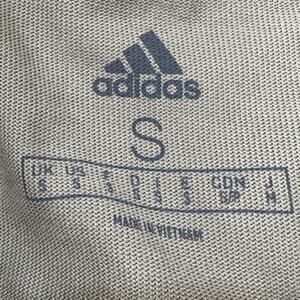 adidas
S
UK US F D I E CDN J
S S S S S S S/P M
MADE IN VIETNAM